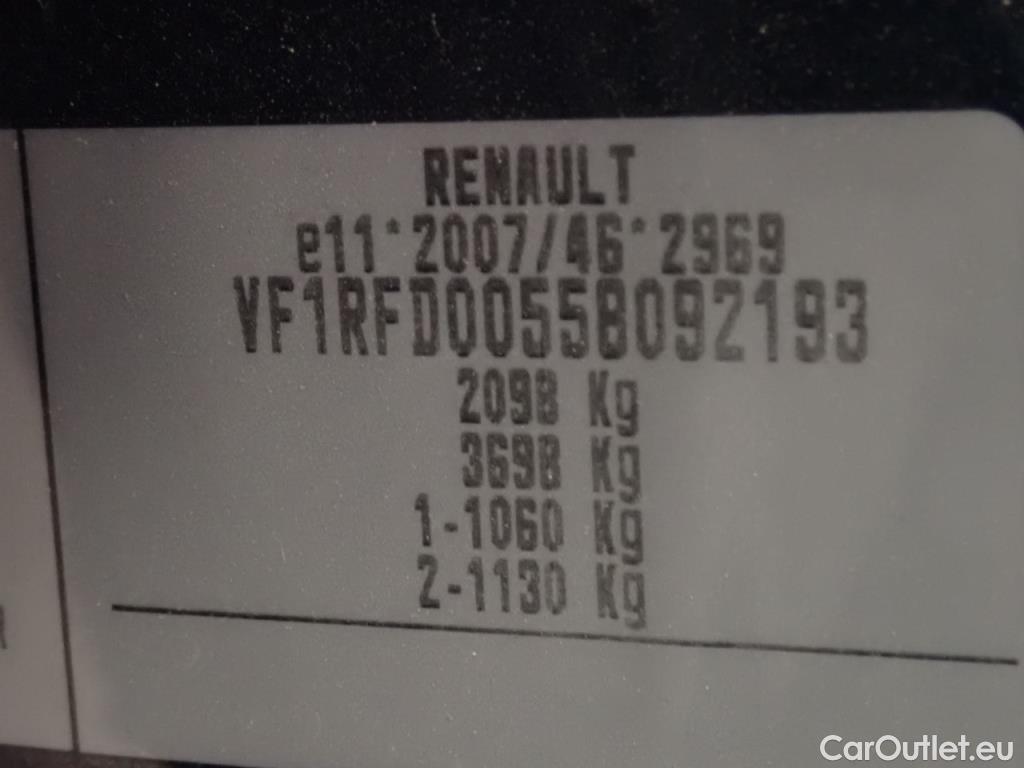 RENAULT
e11*2007/46*2969
VF1RFD00558092193
2098 Kg
3698 Kg
1-1060 Kg
2-1130 Kg
CarOutlet.eu